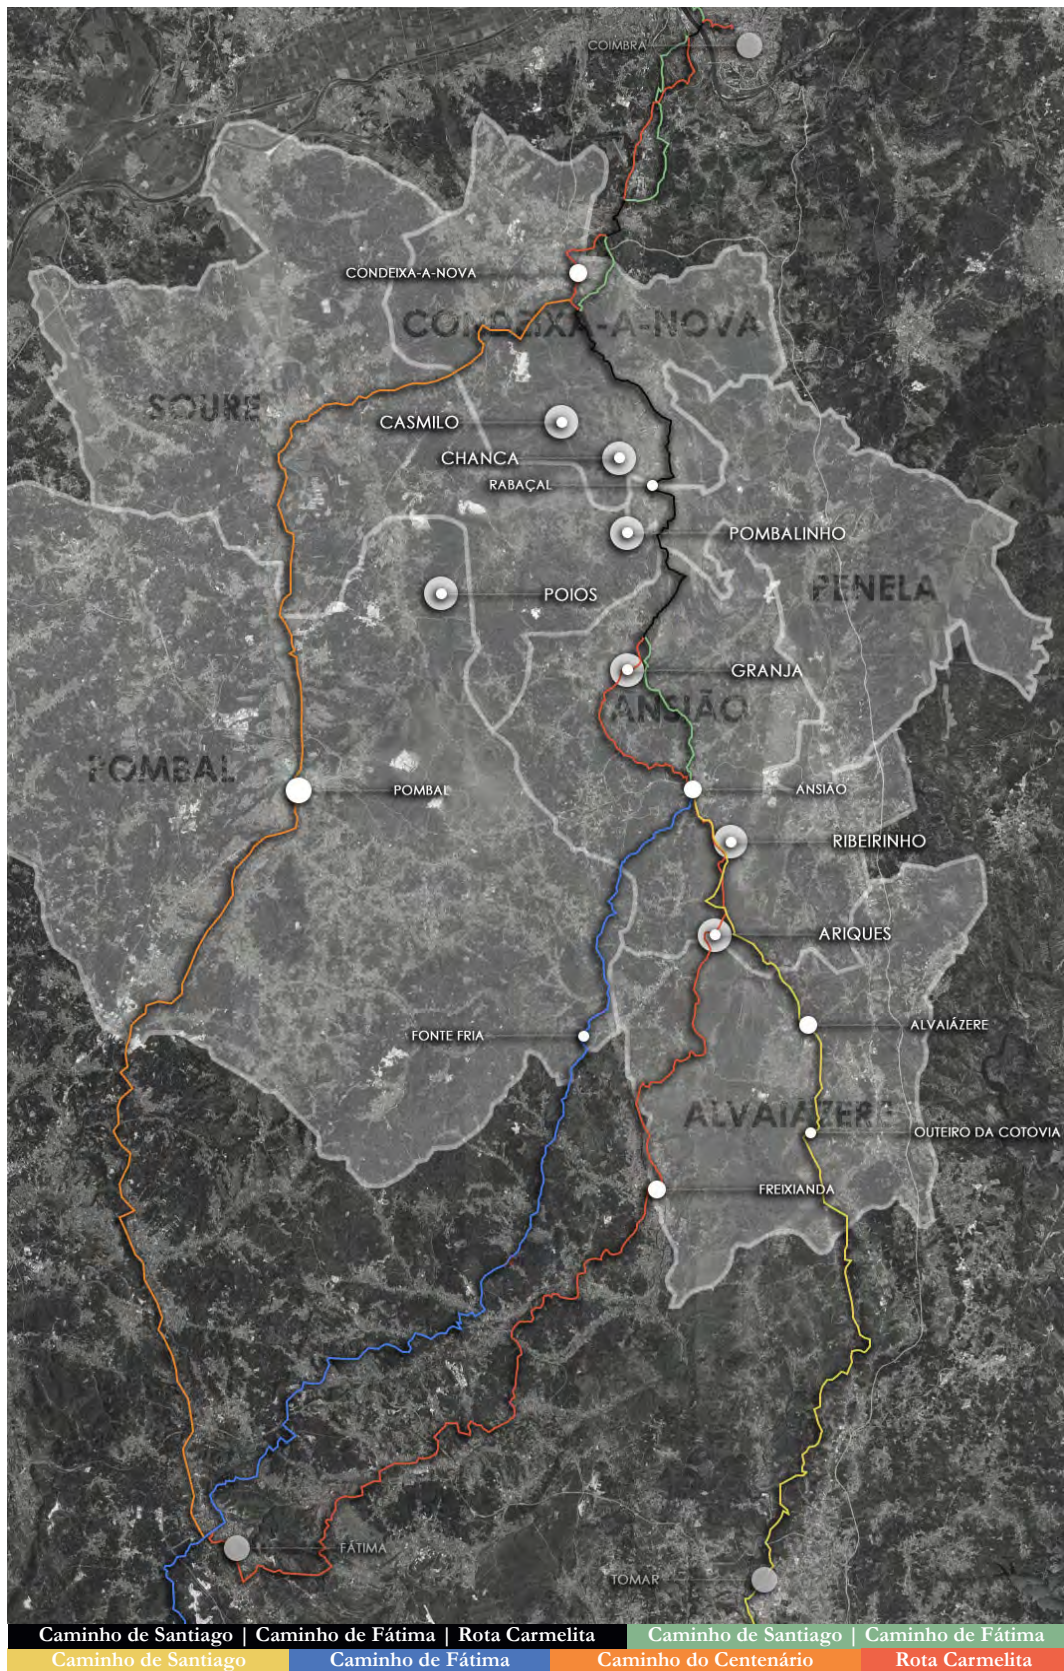 COIMBRA
CONDEIXA-A-NOVA
CONDEIXA-A-NOVA
SOURE
CASMILO
CHANCA
RABAÇAL
POMBALINHO
PENELA
POIOS
GRANJA
ANSIÃO
POMBAL
POMBAL
ANSIÃO
RIBEIRINHO
ARIQUES
FONTE FRIA
ALVAIÁZERE
ALVAIÁZERE
OUTEIRO DA COTOVIA
FREIXIANDA
FÁTIMA
TOMAR
Caminho de Santiago | Caminho de Fátima | Rota Carmelita
Caminho de Santiago | Caminho de Fátima
Caminho de Santiago
Caminho de Fátima
Caminho do Centenário
Rota Carmelita